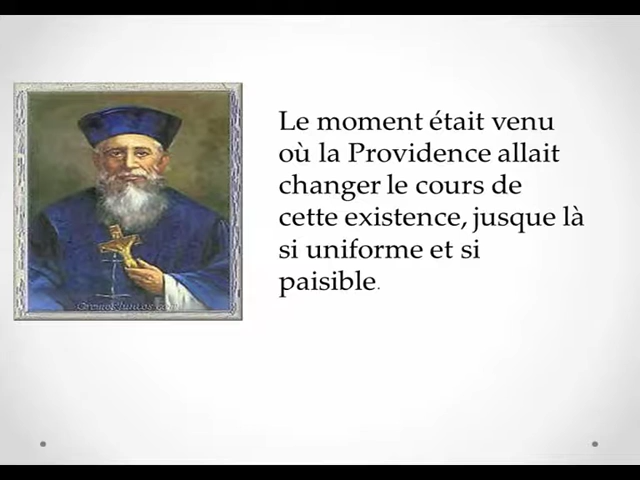 Le moment était venu
où la Providence allait
changer le cours de
cette existence, jusque là
si uniforme et si
paisible.